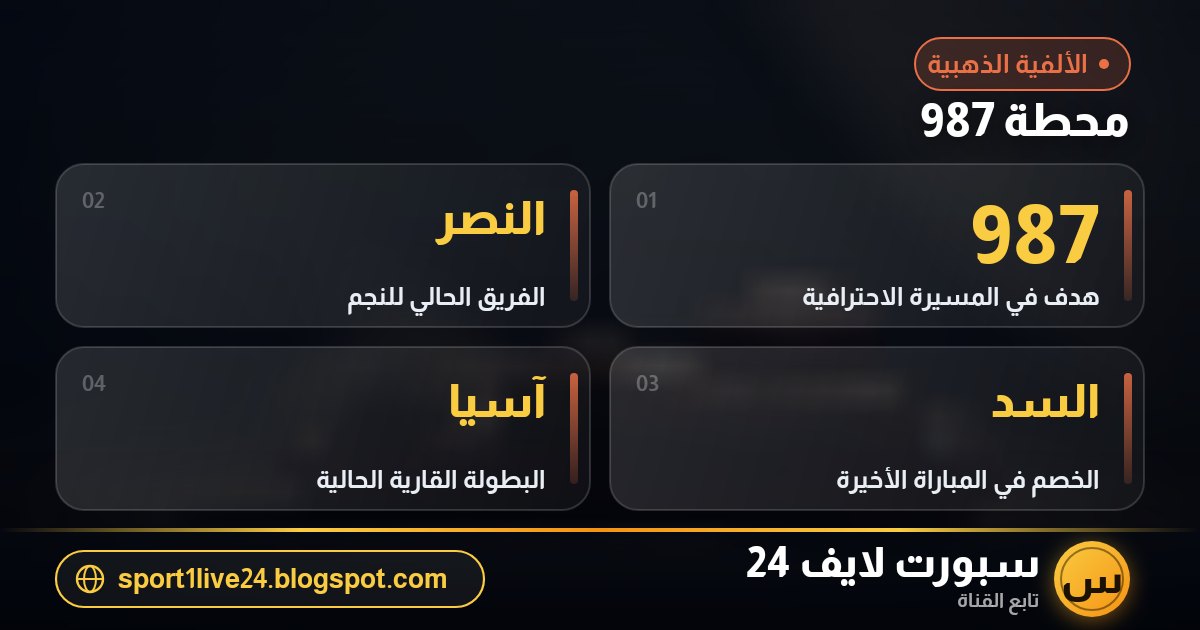 • الألفية الذهبية
محطة 987
01
987
هدف في المسيرة الاحترافية
02
النصر
الفريق الحالي للنجم
03
السد
الخصم في المباراة الأخيرة
04
آسيا
البطولة القارية الحالية
س
سبورت لايف 24
تابع القناة
sport1live24.blogspot.com